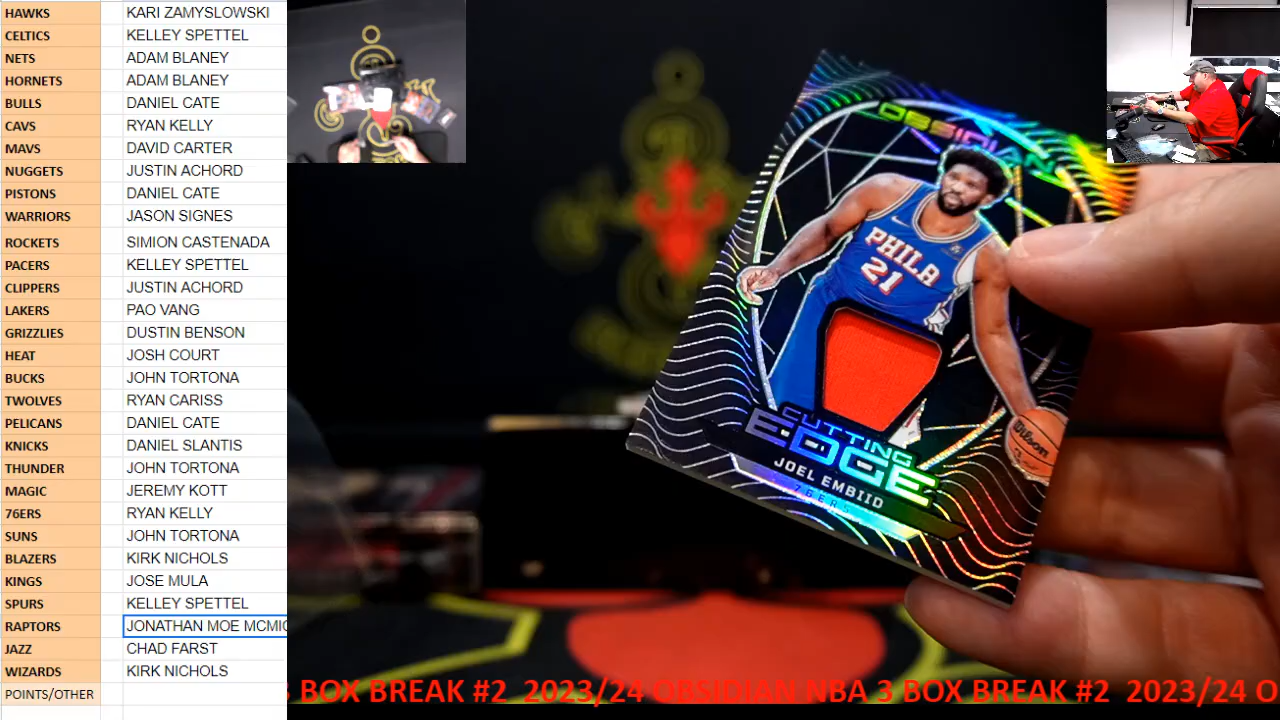 HAWKS KARI ZAMYSLOWSKI
CELTICS KELLEY SPETTEL
NETS ADAM BLANEY
HORNETS ADAM BLANEY
BULLS DANIEL CATE
CAVS RYAN KELLY
MAVS DAVID CARTER
NUGGETS JUSTIN ACHORD
PISTONS DANIEL CATE
WARRIORS JASON SIGNES
ROCKETS SIMION CASTENADA
PACERS KELLEY SPETTEL
CLIPPERS JUSTIN ACHORD
LAKERS PAO VANG
GRIZZLIES DUSTIN BENSON
HEAT JOSH COURT
BUCKS JOHN TORTONA
TWOLVES RYAN CARISS
PELICANS DANIEL CATE
KNICKS DANIEL SLANTIS
THUNDER JOHN TORTONA
MAGIC JEREMY KOTT
76ERS RYAN KELLY
SUNS JOHN TORTONA
BLAZERS KIRK NICHOLS
KINGS JOSE MULA
SPURS KELLEY SPETTEL
RAPTORS JONATHAN MOE MCMIC
JAZZ CHAD FARST
WIZARDS KIRK NICHOLS
POINTS/OTHER
OBSIDIAN
PHILA
21
Wilson
CUTTING
EDGE
JOEL EMBIID
76ERS
BOX BREAK #2 2023/24 OBSIDIAN NBA 3 BOX BREAK #2 2023/24 O